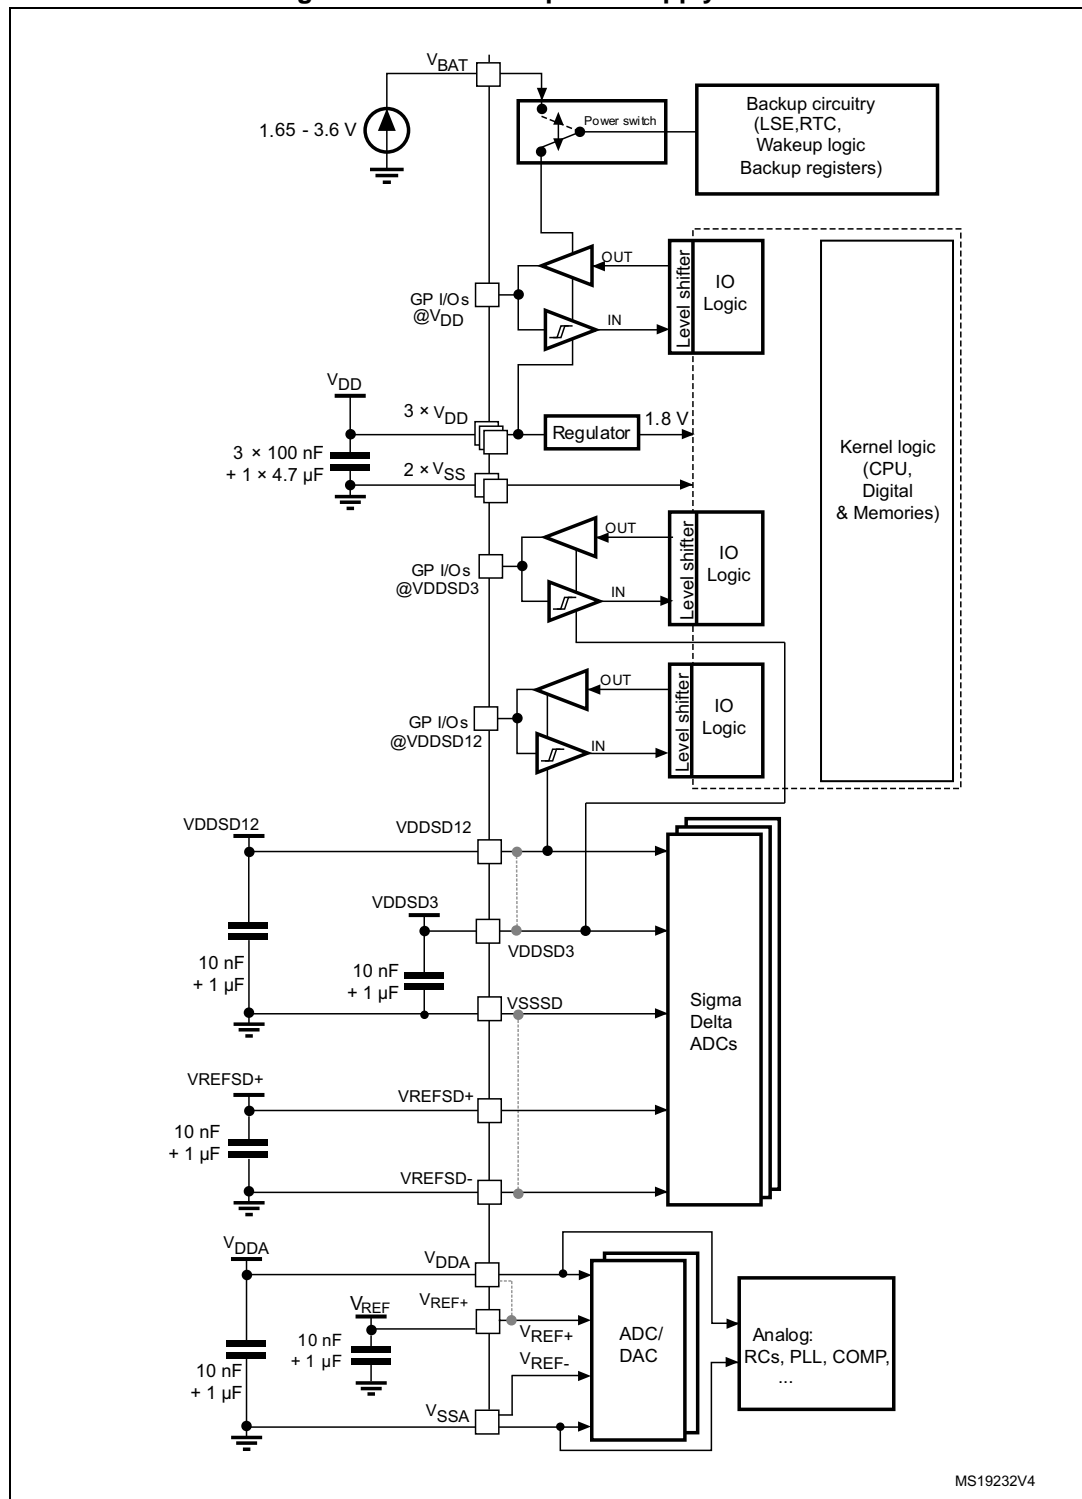 VBAT
1.65 - 3.6 V
Power switch
Backup circuitry
(LSE,RTC,
Wakeup logic
Backup registers)
OUT
Level shifter
IO
Logic
GP I/Os
@VDD
IN
VDD
3 × VDD
Regulator
1.8 V
3 × 100 nF
+ 1 × 4.7 µF
2 × VSS
Kernel logic
(CPU,
Digital
& Memories)
OUT
Level shifter
IO
Logic
GP I/Os
@VDDSD3
IN
OUT
Level shifter
IO
Logic
GP I/Os
@VDDSD12
IN
VDDSD12
VDDSD12
VDDSD3
VDDSD3
10 nF
+ 1 µF
10 nF
+ 1 µF
VSSSD
Sigma
Delta
ADCs
VREFSD+
VREFSD+
10 nF
+ 1 µF
VREFSD-
VDDA
VDDA
VREF+
VREF
VREF+
10 nF
+ 1 µF
VREF-
ADC/
DAC
Analog:
RCs, PLL, COMP,
...
10 nF
+ 1 µF
VSSA
MS19232V4